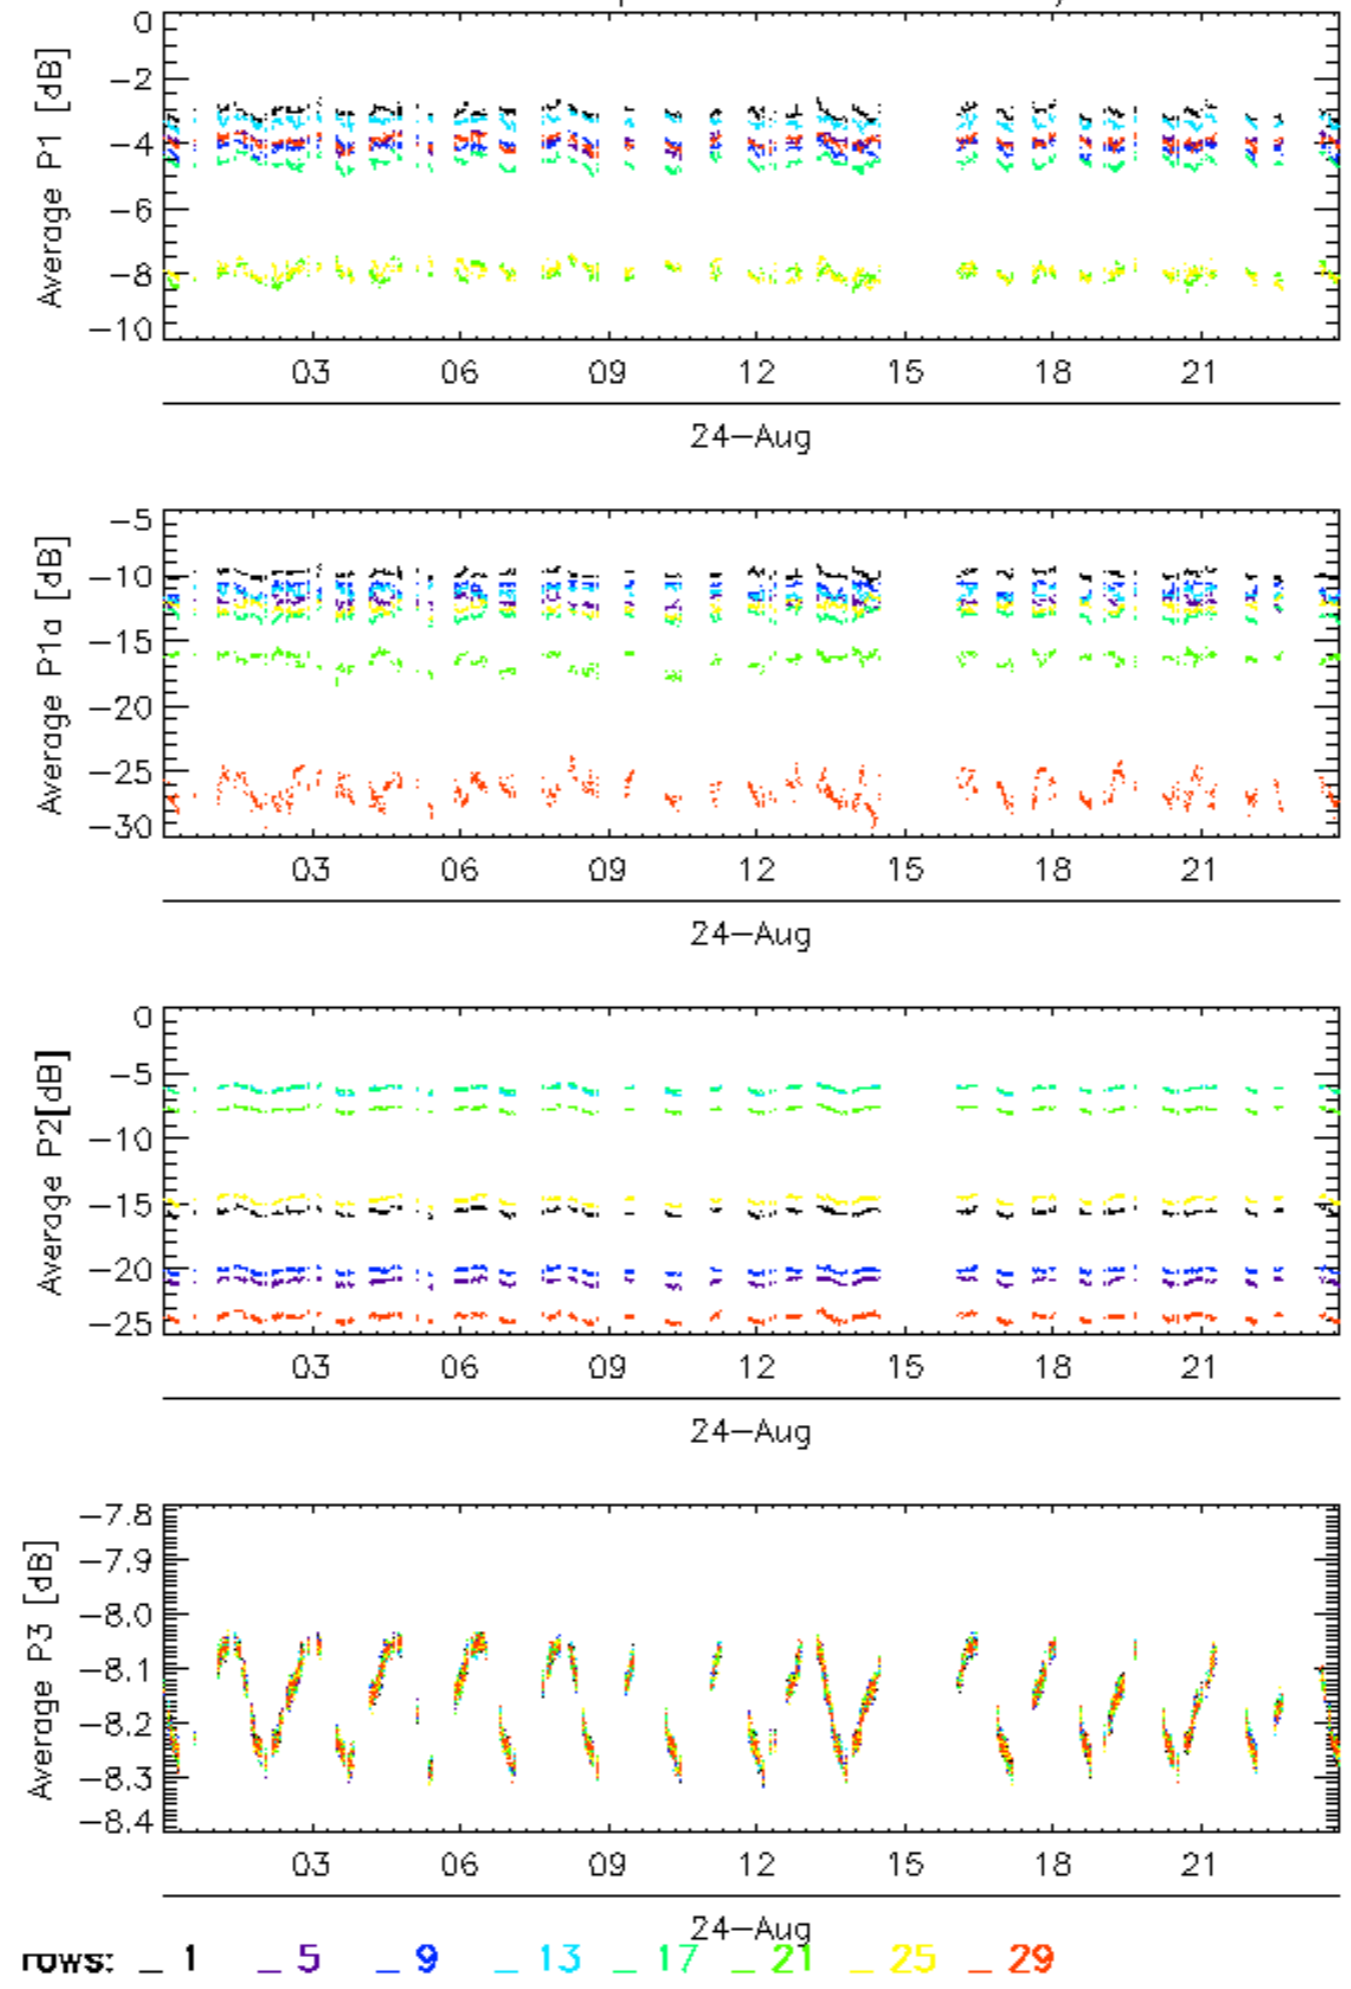 0
−2
−4
−6
−8
−10
Average P1 [dB]
03 06 09 12 15 18 21
24−Aug
−5
−10
−15
−20
−25
−30
Average P1a [dB]
03 06 09 12 15 18 21
24−Aug
0
−5
−10
−15
−20
−25
Average P2[dB]
03 06 09 12 15 18 21
24−Aug
−7.8
−7.9
−8.0
−8.1
−8.2
−8.3
−8.4
Average P3 [dB]
03 06 09 12 15 18 21
24−Aug
rows: _ 1 _ 5 _ 9 _ 13 _ 17 _ 21 _ 25 _ 29